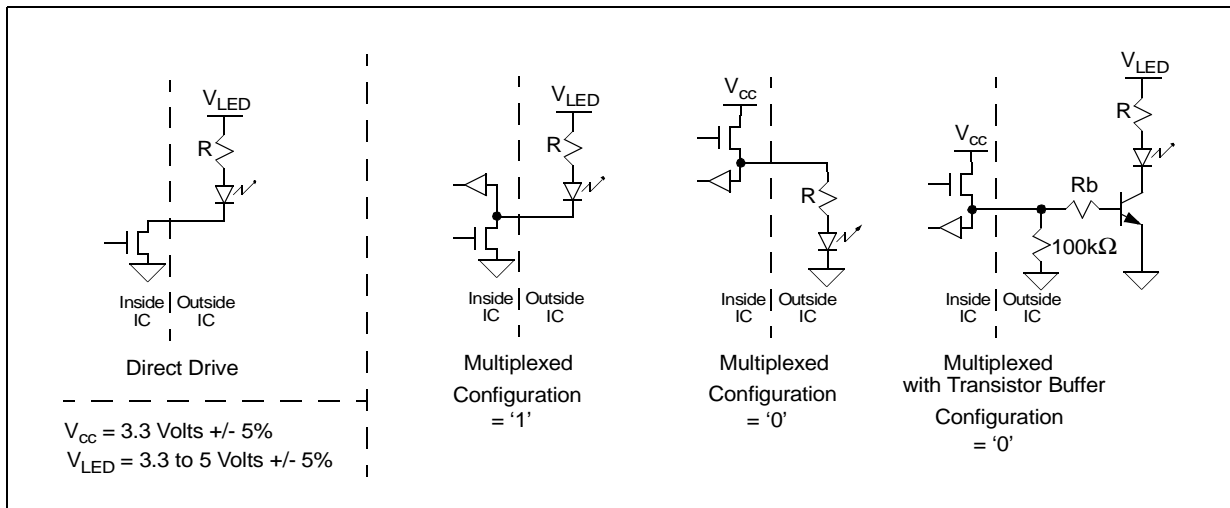 V_LED
R
Inside
IC
Outside
IC
Direct Drive
V_cc = 3.3 Volts +/- 5%
V_LED = 3.3 to 5 Volts +/- 5%
V_LED
R
Inside
IC
Outside
IC
Multiplexed
Configuration
= ‘1’
V_cc
R
Inside
IC
Outside
IC
Multiplexed
Configuration
= ‘0’
V_LED
R
V_cc
Rb
100kΩ
Inside
IC
Outside
IC
Multiplexed
with Transistor Buffer
Configuration
= ‘0’